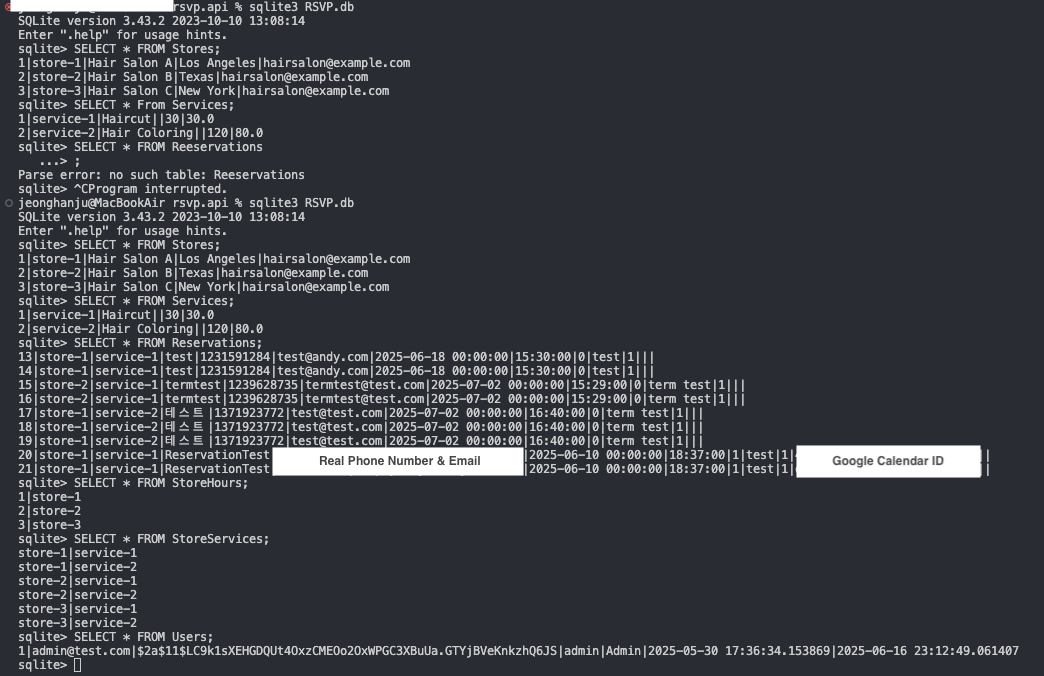 rsvp.api % sqlite3 RSVP.db
SQLite version 3.43.2 2023-10-10 13:08:14
Enter ".help" for usage hints.
sqlite> SELECT * FROM Stores;
1|store-1|Hair Salon A|Los Angeles|hairsalon@example.com
2|store-2|Hair Salon B|Texas|hairsalon@example.com
3|store-3|Hair Salon C|New York|hairsalon@example.com
sqlite> SELECT * From Services;
1|service-1|Haircut||30|30.0
2|service-2|Hair Coloring||120|80.0
sqlite> SELECT * FROM Reeservations
...> ;
Parse error: no such table: Reeservations
sqlite> ^CProgram interrupted.
jeonghanju@MacBookAir rsvp.api % sqlite3 RSVP.db
SQLite version 3.43.2 2023-10-10 13:08:14
Enter ".help" for usage hints.
sqlite> SELECT * FROM Stores;
1|store-1|Hair Salon A|Los Angeles|hairsalon@example.com
2|store-2|Hair Salon B|Texas|hairsalon@example.com
3|store-3|Hair Salon C|New York|hairsalon@example.com
sqlite> SELECT * FROM Services;
1|service-1|Haircut||30|30.0
2|service-2|Hair Coloring||120|80.0
sqlite> SELECT * FROM Reservations;
13|store-1|service-1|test|1231591284|test@andy.com|2025-06-18 00:00:00|15:30:00|0|test|1|||
14|store-1|service-1|test|1231591284|test@andy.com|2025-06-18 00:00:00|15:30:00|0|test|1|||
15|store-2|service-1|termtest|1239628735|termtest@test.com|2025-07-02 00:00:00|15:29:00|0|term test|1|||
16|store-2|service-1|termtest|1239628735|termtest@test.com|2025-07-02 00:00:00|15:29:00|0|term test|1|||
17|store-1|service-2|테스트|1371923772|test@test.com|2025-07-02 00:00:00|16:40:00|0|term test|1|||
18|store-1|service-2|테스트|1371923772|test@test.com|2025-07-02 00:00:00|16:40:00|0|term test|1|||
19|store-1|service-2|테스트|1371923772|test@test.com|2025-07-02 00:00:00|16:40:00|0|term test|1|||
20|store-1|service-1|ReservationTest Real Phone Number & Email |2025-06-10 00:00:00|18:37:00|1|test|1| Google Calendar ID ||
21|store-1|service-1|ReservationTest |2025-06-10 00:00:00|18:37:00|1|test|1| ||
sqlite> SELECT * FROM StoreHours;
1|store-1
2|store-2
3|store-3
sqlite> SELECT * FROM StoreServices;
store-1|service-1
store-1|service-2
store-2|service-1
store-2|service-2
store-3|service-1
store-3|service-2
sqlite> SELECT * FROM Users;
1|admin@test.com|$2a$11$LC9k1sXEHGDQUt4OxzCMEOo2OxWPGC3XBuUa.GTYjBVeKnkzhQ6JS|admin|Admin|2025-05-30 17:36:34.153869|2025-06-16 23:12:49.061407
sqlite>